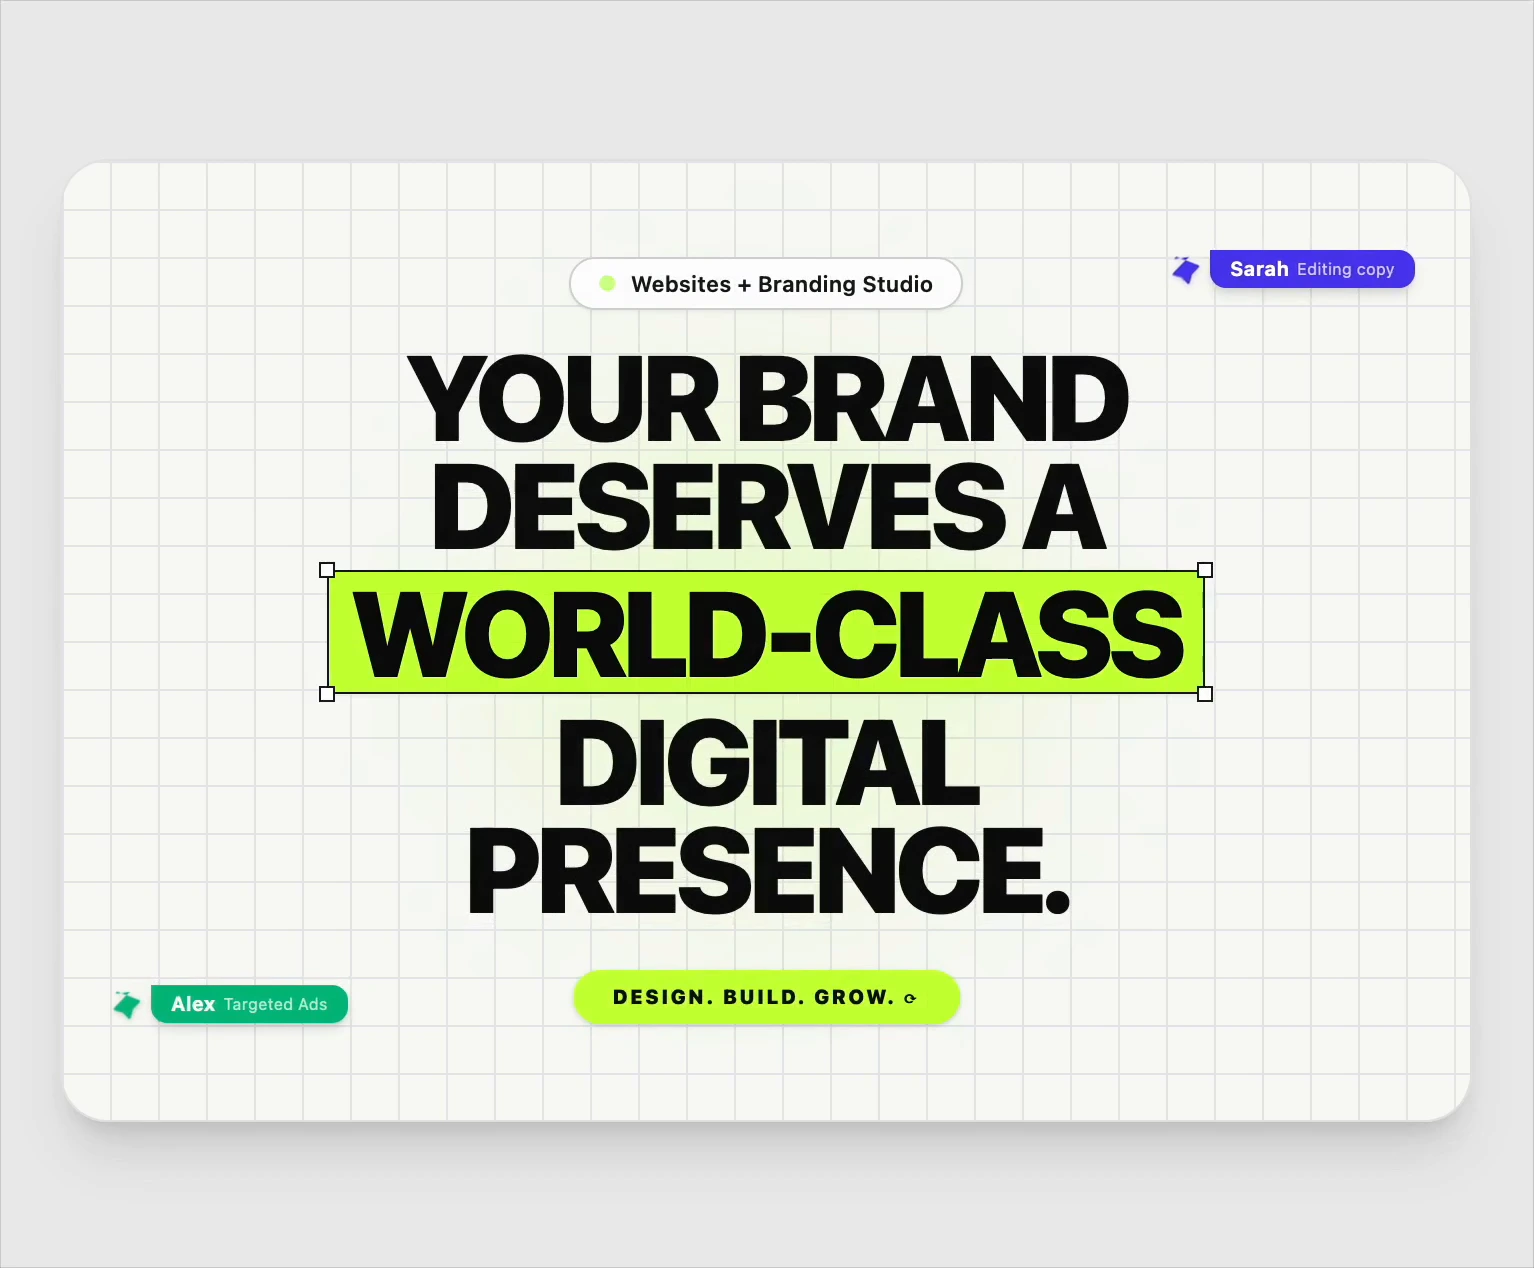 Websites + Branding Studio
Sarah Editing copy
YOUR BRAND
DESERVES A
WORLD-CLASS
DIGITAL
PRESENCE.
Alex Targeted Ads
DESIGN. BUILD. GROW. ⟳